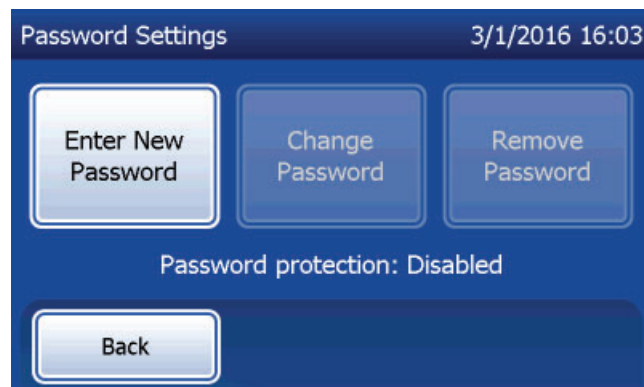 Password Settings 3/1/2016 16:03
Enter New
Password
Change
Password
Remove
Password
Password protection: Disabled
Back